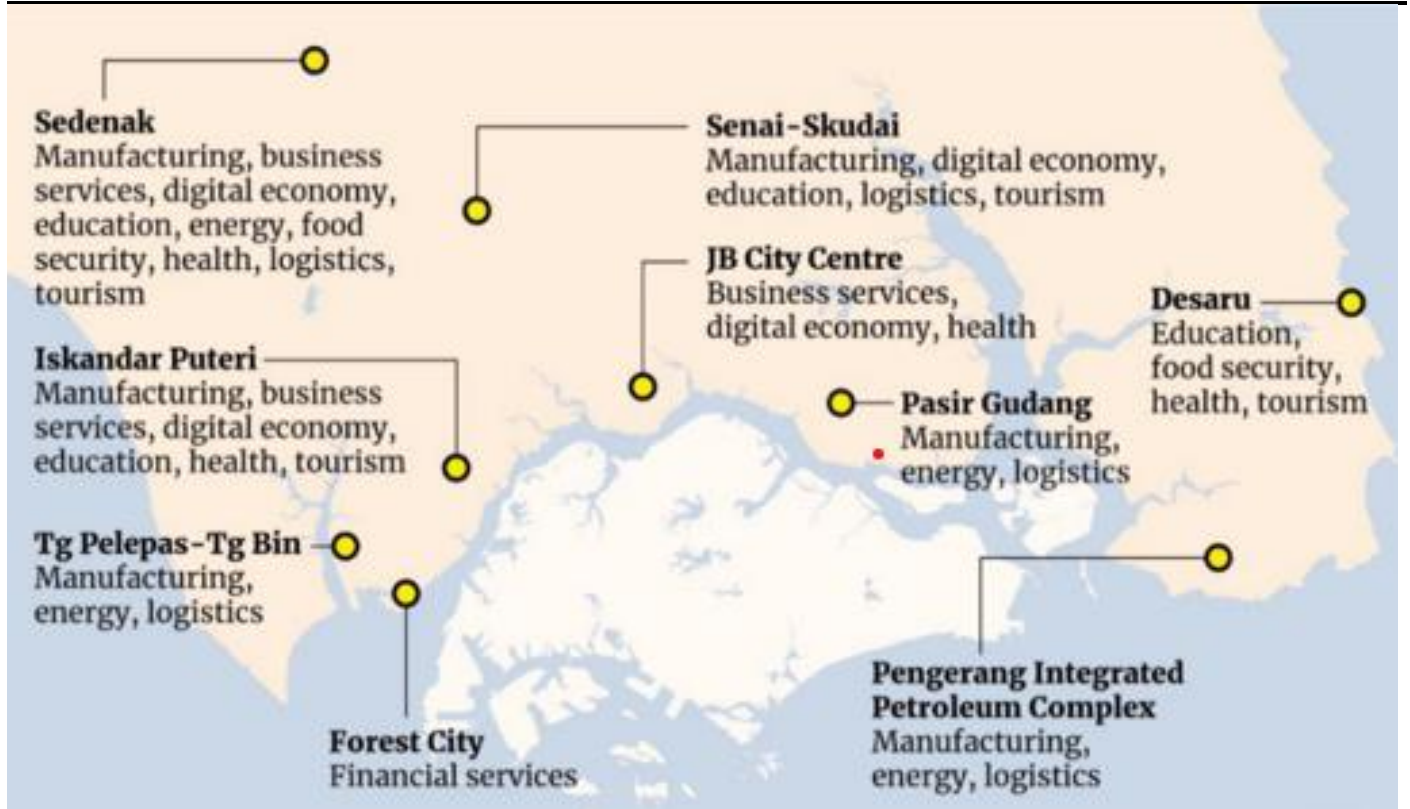 Sedenak
Manufacturing, business
services, digital economy,
education, energy, food
security, health, logistics,
tourism
Senai-Skudai
Manufacturing, digital economy,
education, logistics, tourism
JB City Centre
Business services,
digital economy, health
Desaru
Education,
food security,
health, tourism
Iskandar Puteri
Manufacturing, business
services, digital economy,
education, health, tourism
Pasir Gudang
Manufacturing,
energy, logistics
Tg Pelepas-Tg Bin
Manufacturing,
energy, logistics
Forest City
Financial services
Pengerang Integrated
Petroleum Complex
Manufacturing,
energy, logistics